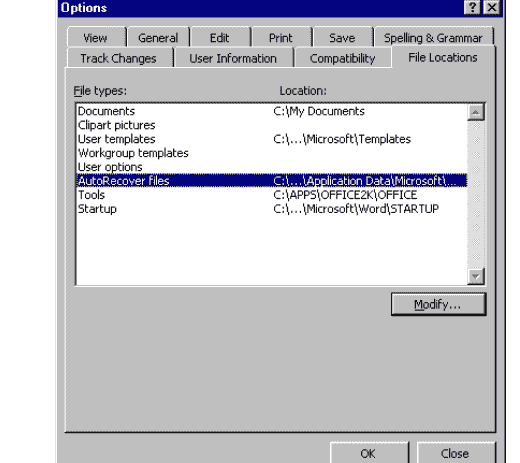 Options
View General Edit Print Save Spelling & Grammar
Track Changes User Information Compatibility File Locations
File types: Location:
Documents C:\My Documents
Clipart pictures
User templates C:\...\Microsoft\Templates
Workgroup templates
User options
AutoRecover files C:\...\Application Data\Microsoft\...
Tools C:\APPS\OFFICE2K\OFFICE
Startup C:\...\Microsoft\Word\STARTUP
Modify...
OK Close